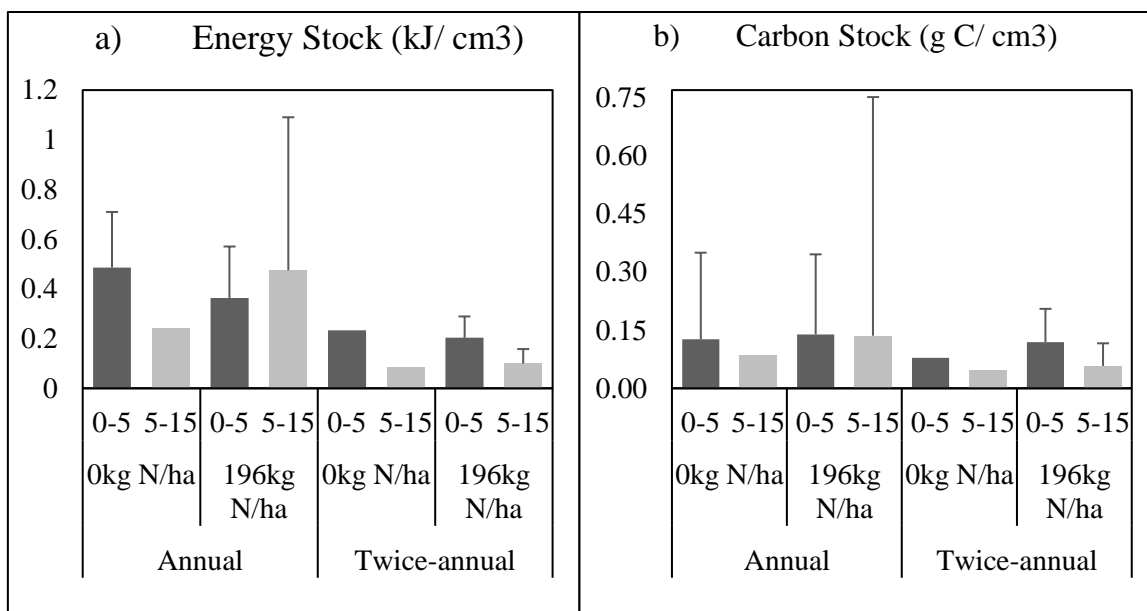 a) Energy Stock (kJ/ cm3)
1.2
1
0.8
0.6
0.4
0.2
0
0-5 5-15 0-5 5-15 0-5 5-15 0-5 5-15
0kg N/ha 196kg N/ha 0kg N/ha 196kg N/ha
Annual Twice-annual
b) Carbon Stock (g C/ cm3)
0.75
0.60
0.45
0.30
0.15
0.00
0-5 5-15 0-5 5-15 0-5 5-15 0-5 5-15
0kg N/ha 196kg N/ha 0kg N/ha 196kg N/ha
Annual Twice-annual